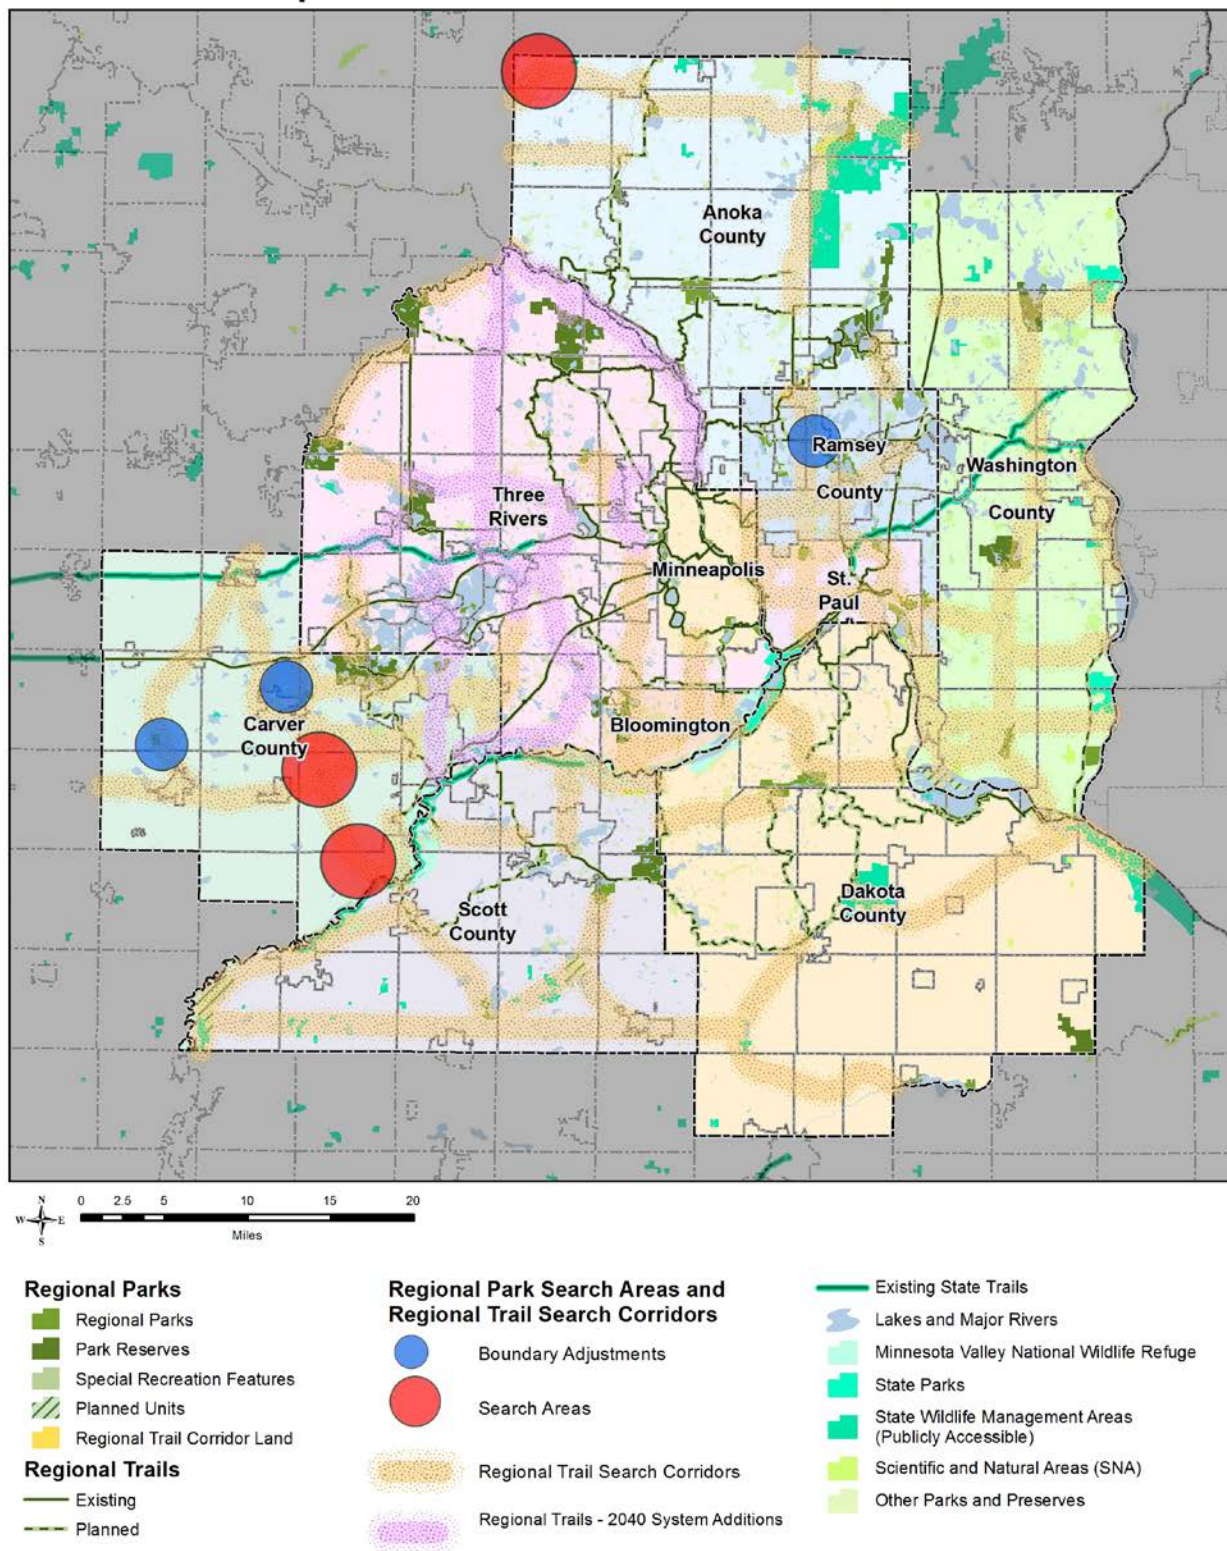 Anoka
County
Ramsey
County
Washington
County
Three
Rivers
Minneapolis
St.
Paul
Carver
County
Bloomington
Scott
County
Dakota
County
N
W
E
S
0 2.5 5 10 15 20
Miles
Regional Parks
Regional Parks
Park Reserves
Special Recreation Features
Planned Units
Regional Trail Corridor Land
Regional Trails
Existing
Planned
Regional Park Search Areas and
Regional Trail Search Corridors
Boundary Adjustments
Search Areas
Regional Trail Search Corridors
Regional Trails - 2040 System Additions
Existing State Trails
Lakes and Major Rivers
Minnesota Valley National Wildlife Refuge
State Parks
State Wildlife Management Areas
(Publicly Accessible)
Scientific and Natural Areas (SNA)
Other Parks and Preserves